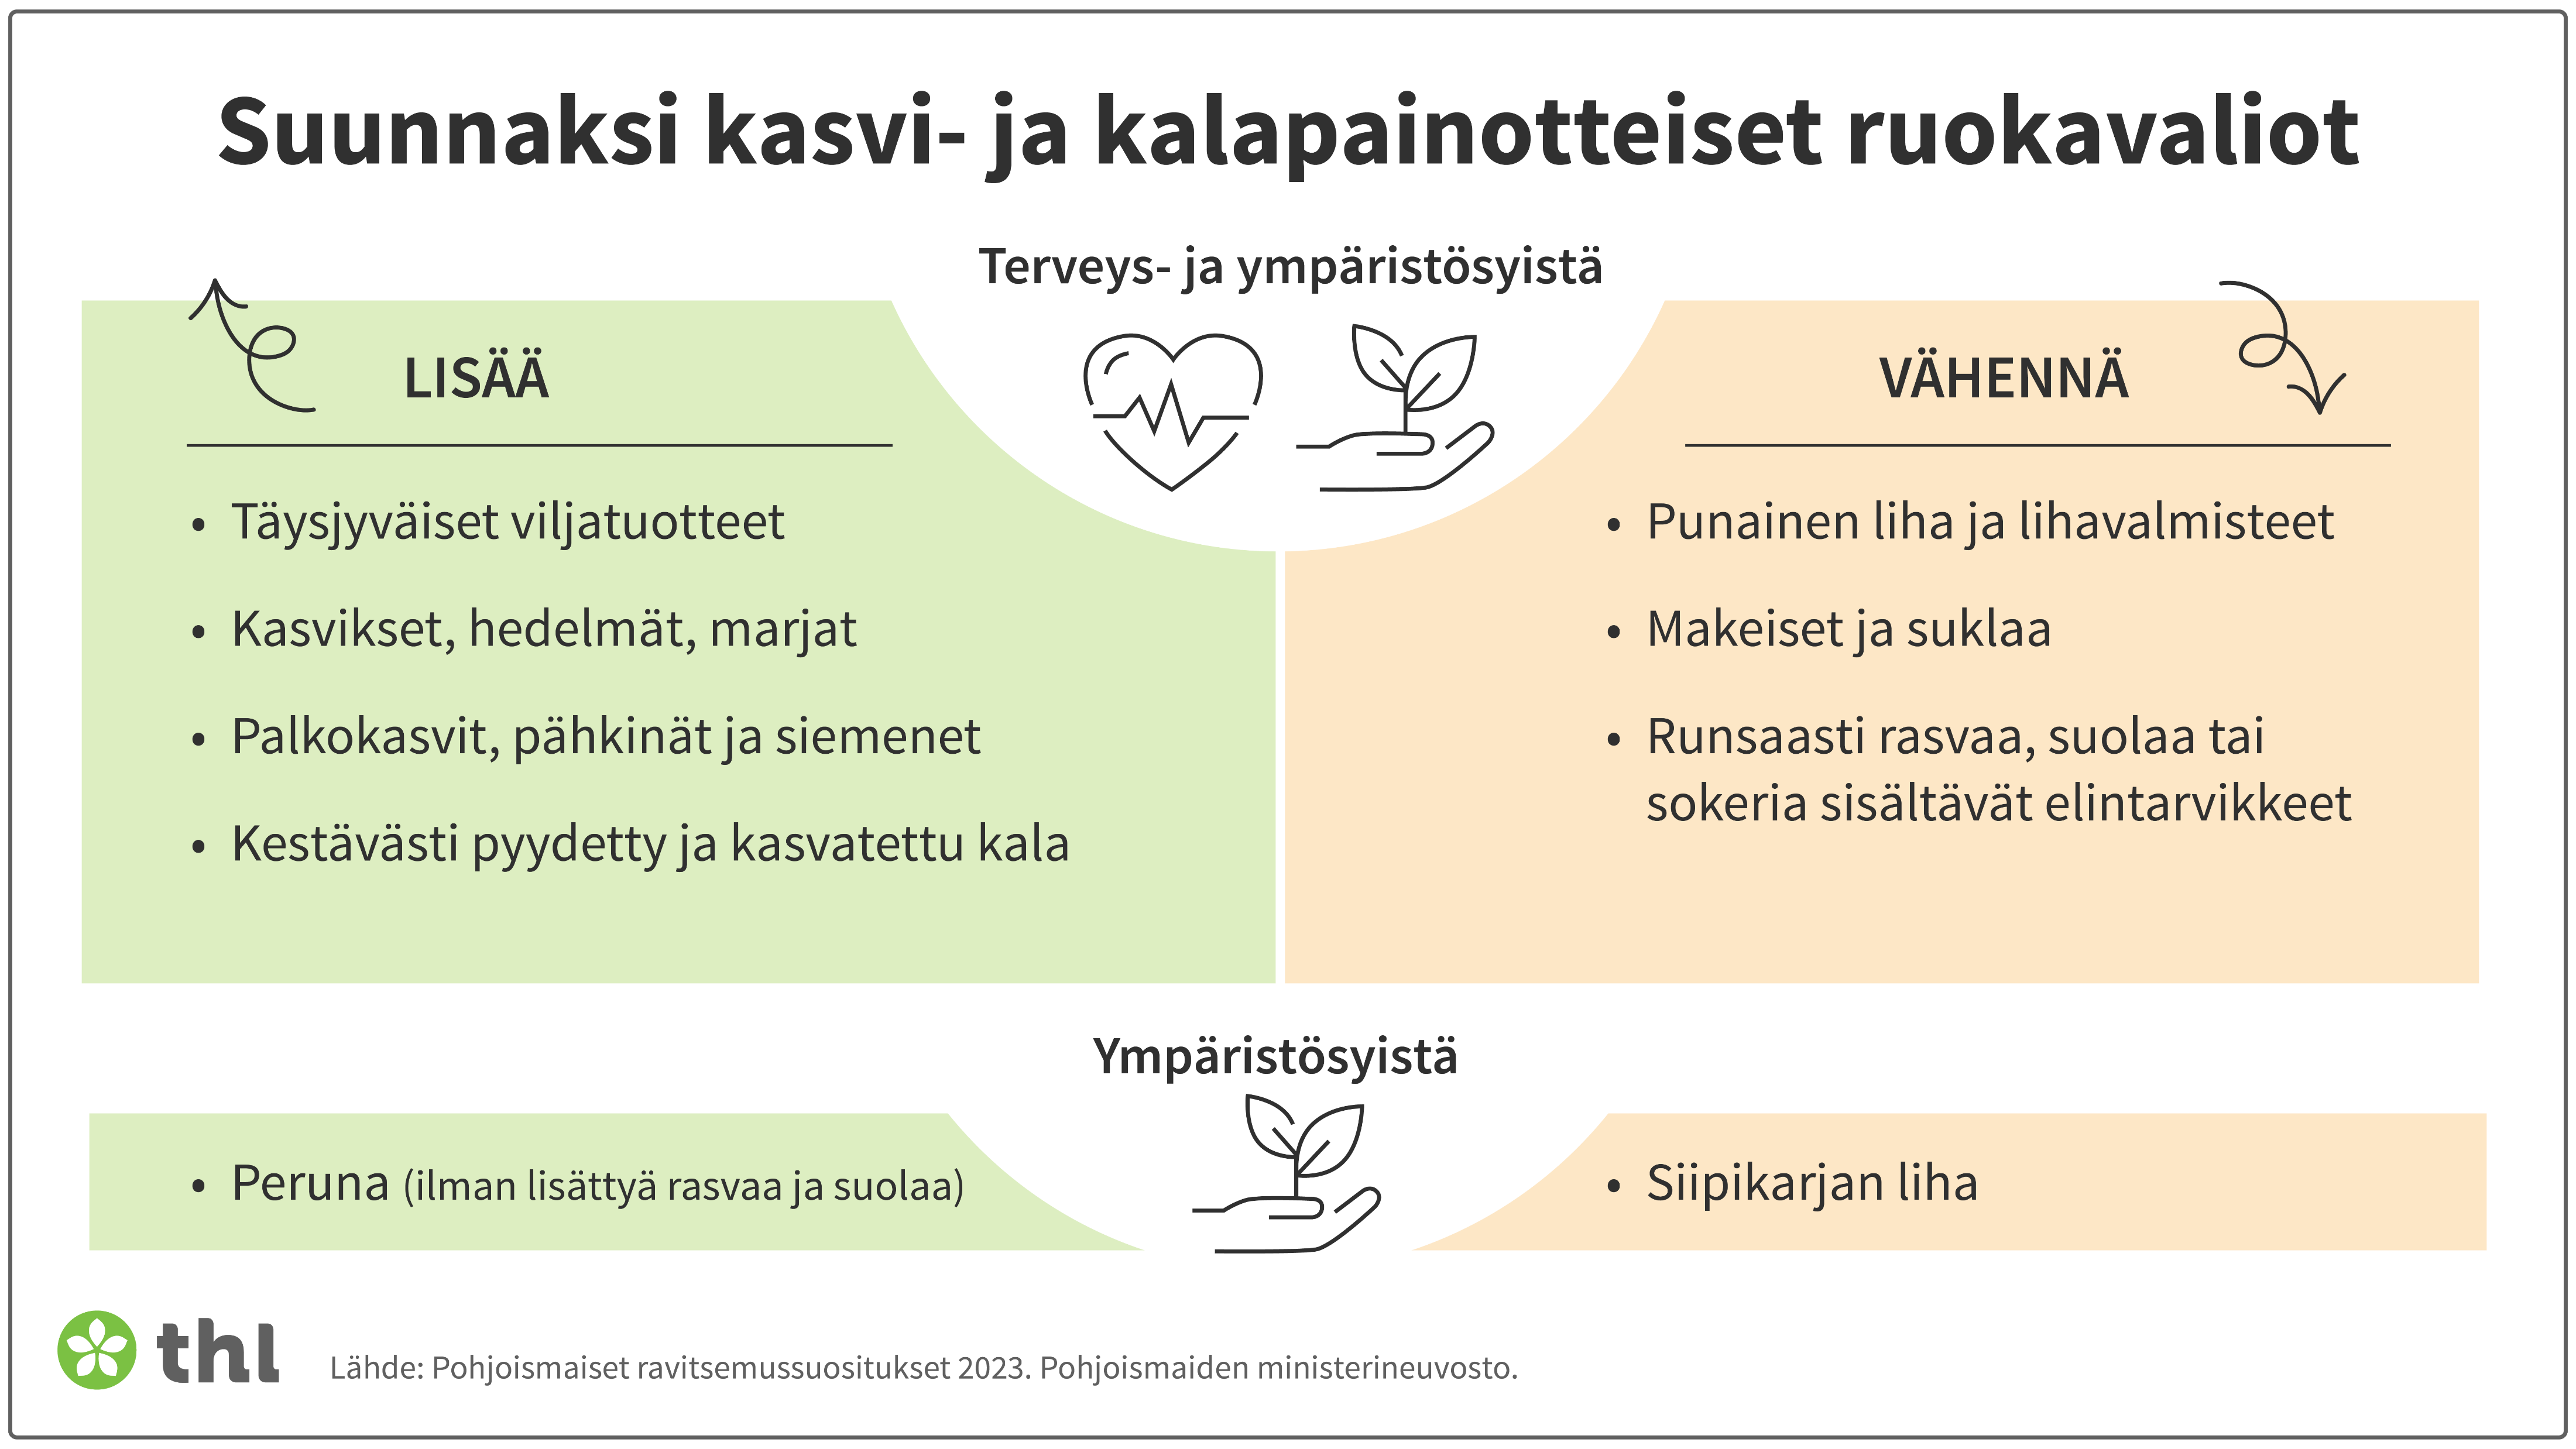 Suunnaksi kasvi- ja kalapainotteiset ruokavaliot
Terveys- ja ympäristösyistä
LISÄÄ
• Täysjyväiset viljatuotteet
• Kasvikset, hedelmät, marjat
• Palkokasvit, pähkinät ja siemenet
• Kestävästi pyydetty ja kasvatettu kala
VÄHENNÄ
• Punainen liha ja lihavalmisteet
• Makeiset ja suklaa
• Runsaasti rasvaa, suolaa tai
sokeria sisältävät elintarvikkeet
Ympäristösyistä
• Peruna (ilman lisättyä rasvaa ja suolaa)
• Siipikarjan liha
thl
Lähde: Pohjoismaiset ravitsemussuositukset 2023. Pohjoismaiden ministerineuvosto.